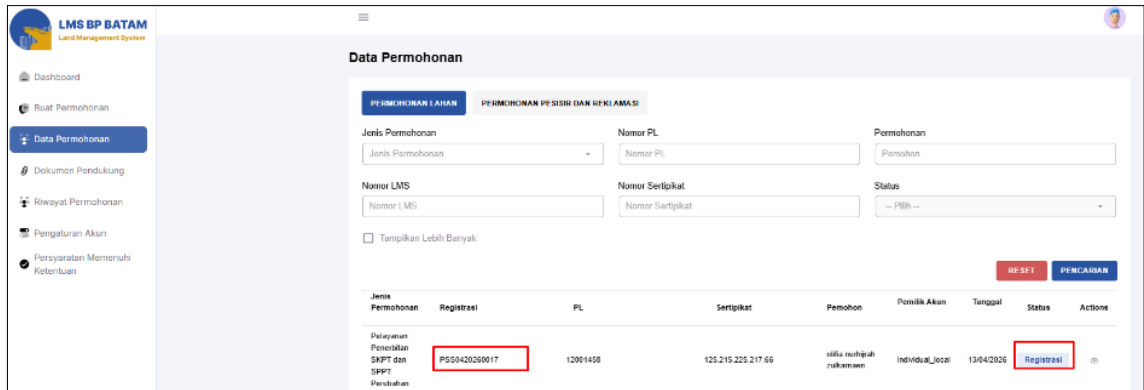 LMS BP BATAM
Land Management System
Dashboard
Buat Permohonan
Data Permohonan
Dokumen Pendukung
Riwayat Permohonan
Pengaturan Akun
Persyaratan Memenuhi
Ketentuan
Data Permohonan
PERMOHONAN LAHAN PERMOHONAN PESISIR DAN REKLAMASI
Jenis Permohonan Nomor PL Permohonan
Jenis Permohonan Nomor PL Pemohon
Nomor LMS Nomor Sertipikat Status
Nomor LMS Nomor Sertipikat -- Pilih --
Tampilkan Lebih Banyak
RESET PENCARIAN
Jenis
Permohonan Registrasi PL Sertipikat Pemohon Pemilik Akun Tanggal Status Actions
Pelayanan
Penerbitan
SKPT dan
SPPT
Perubahan
PSS0420260017 12001458 125.215.225.217.66 olifia nurhijrah
zulkarnaen individual_local 13/04/2026 Registrasi